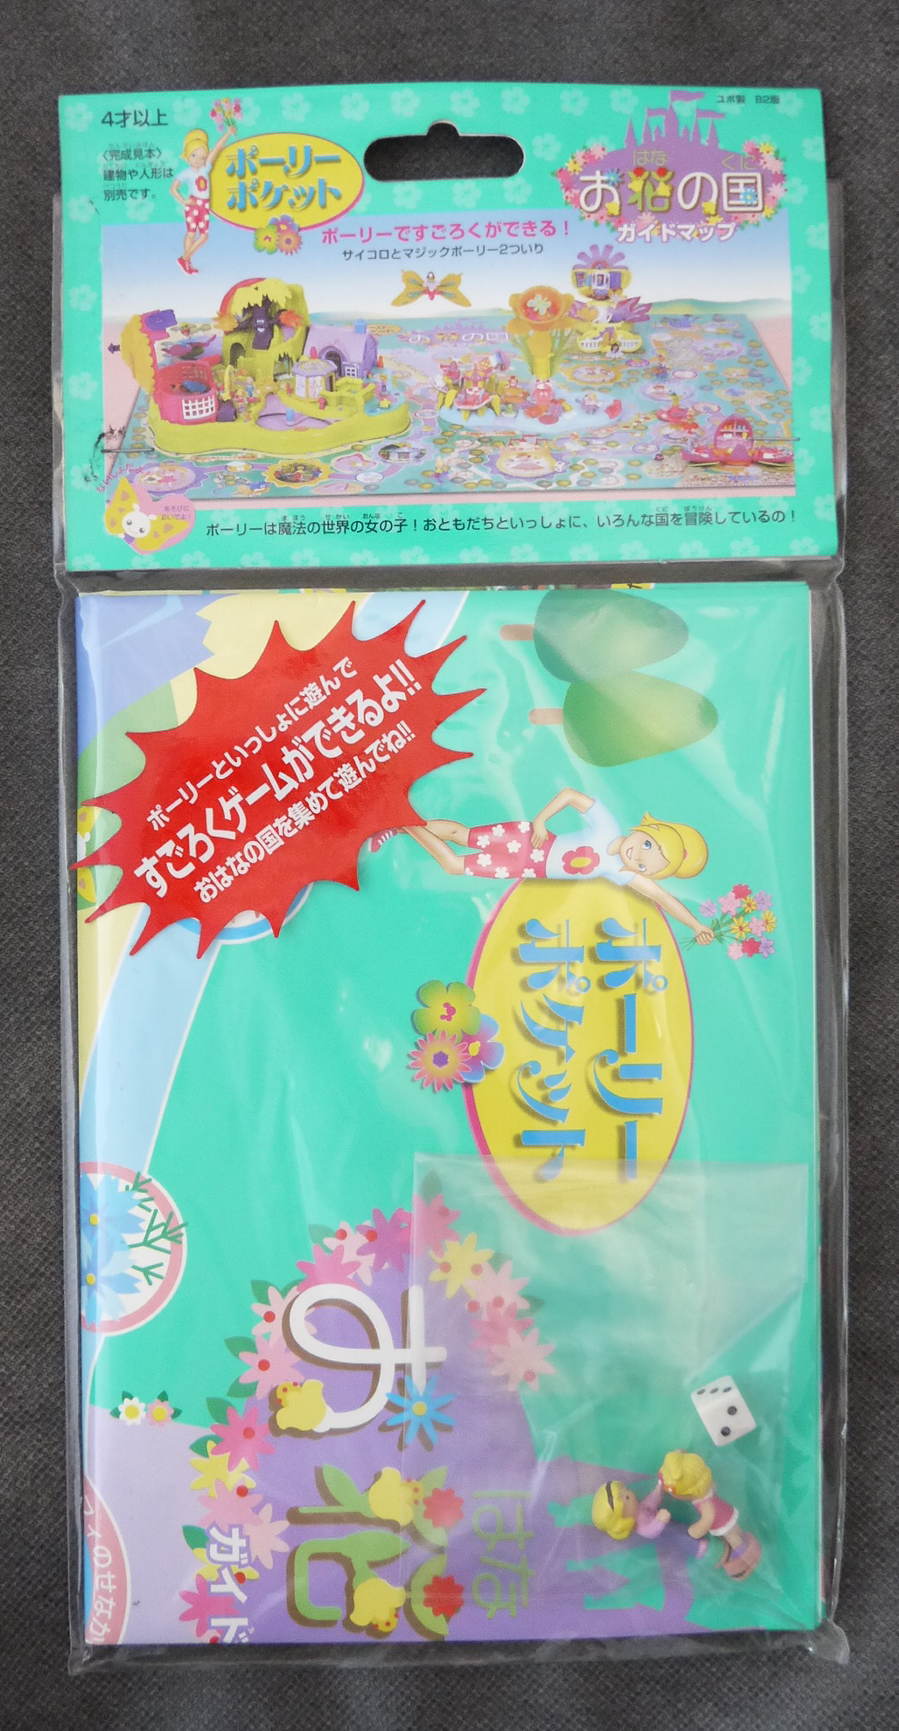 4才以上
〈完成見本〉
建物や人形は
別売です。
ポーリー
ポケット
ユポ製 B2版
はな くに
お花の国
ガイドマップ
ポーリーですごろくができる！
サイコロとマジックポーリー2ついり
ポーリーは魔法の世界の女の子！おともだちといっしょに、いろんな国を冒険しているの！
ポーリーといっしょに遊んで
すごろくゲームができるよ!!
おはなの国を集めて遊んでね!!
ポーリー
ポケット
はな
お花
ガイド
のせなか